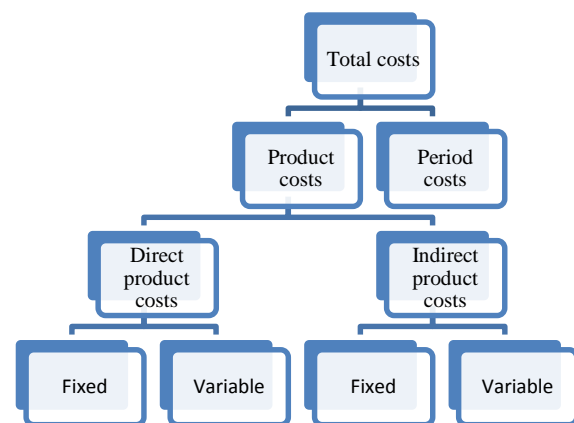 Total costs
Product
costs
Period
costs
Direct
product
costs
Indirect
product
costs
Fixed
Variable
Fixed
Variable